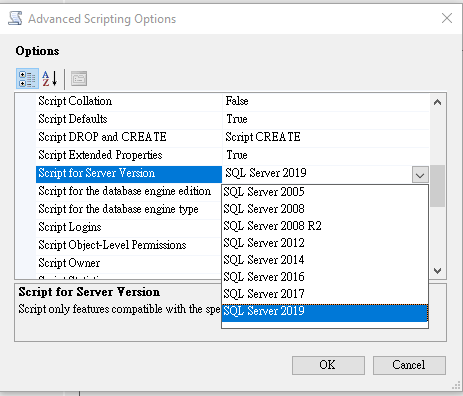 Advanced Scripting Options
Options
Script Collation False
Script Defaults True
Script DROP and CREATE Script CREATE
Script Extended Properties True
Script for Server Version SQL Server 2019
Script for the database engine edition SQL Server 2005
Script for the database engine type SQL Server 2008
Script Logins SQL Server 2008 R2
Script Object-Level Permissions SQL Server 2012
Script Owner SQL Server 2014
SQL Server 2016
SQL Server 2017
SQL Server 2019
Script for Server Version
Script only features compatible with the spe
OK Cancel